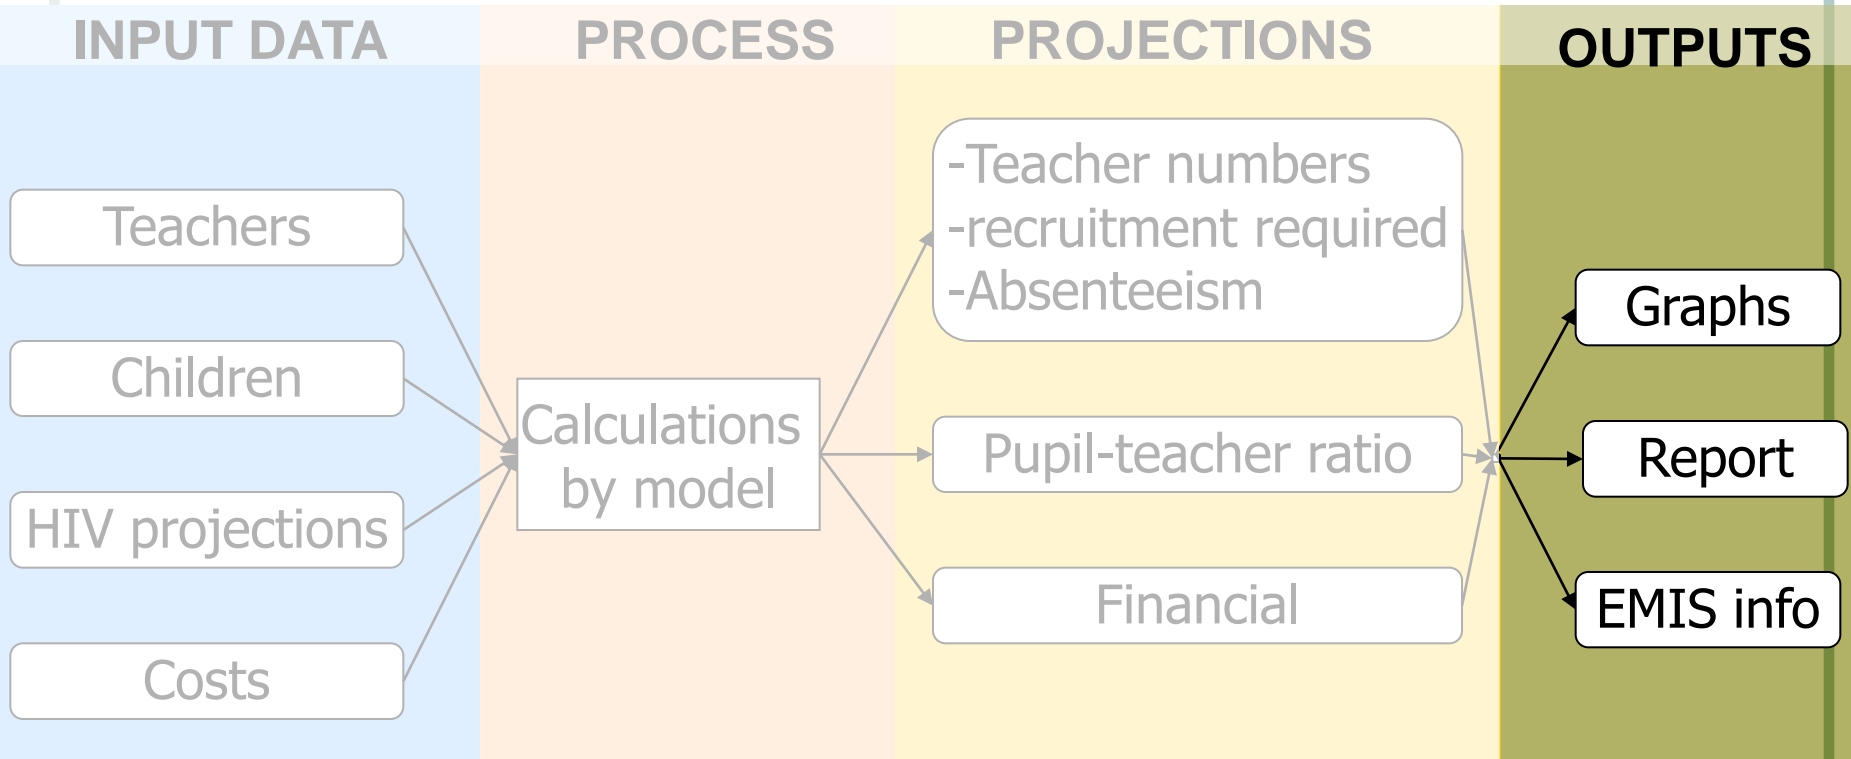 INPUT DATA
PROCESS
PROJECTIONS
OUTPUTS
Teachers
Children
HIV projections
Costs
Calculations
by model
-Teacher numbers
-recruitment required
-Absenteeism
Pupil-teacher ratio
Financial
Graphs
Report
EMIS info